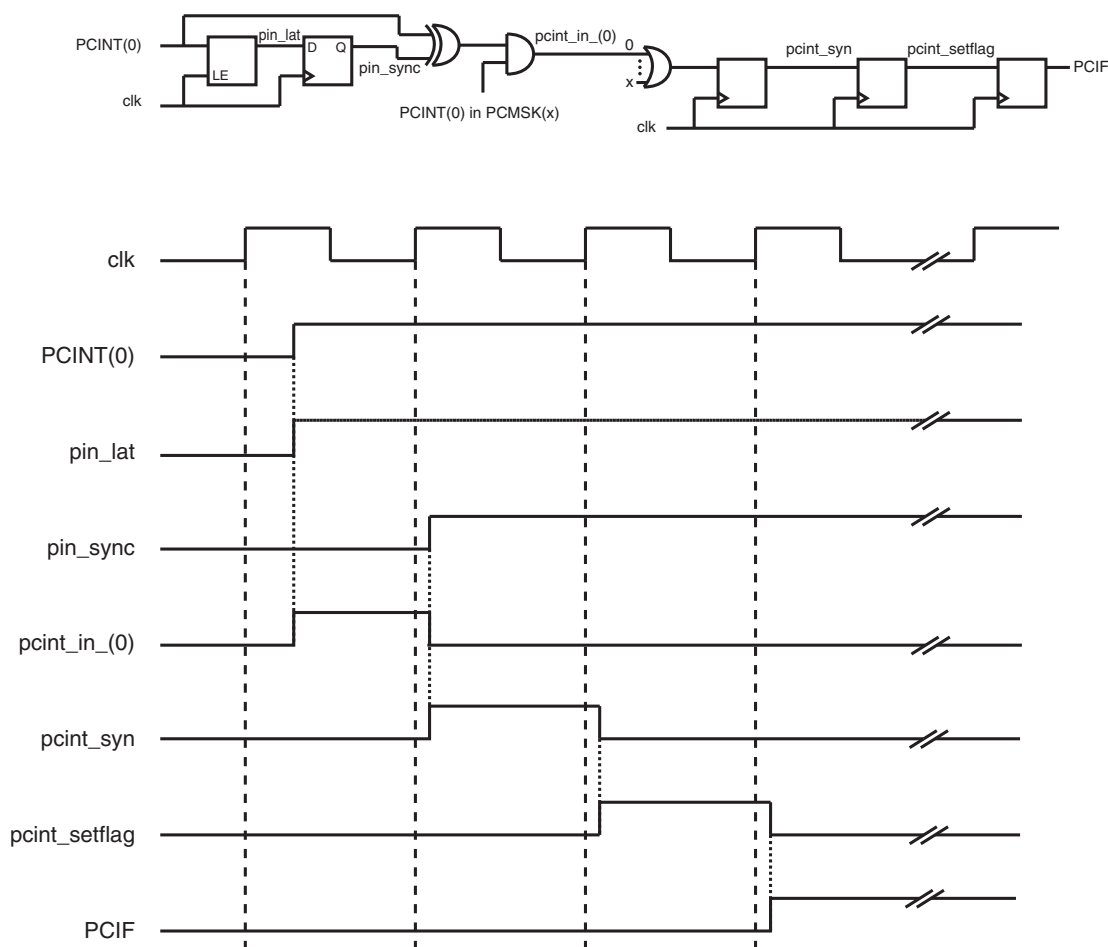 PCINT(0)
pin_lat
D Q
LE
pin_sync
clk
PCINT(0) in PCMSK(x)
pcint_in_(0)
0
x
pcint_syn
pcint_setflag
PCIF
clk
clk
PCINT(0)
pin_lat
pin_sync
pcint_in_(0)
pcint_syn
pcint_setflag
PCIF